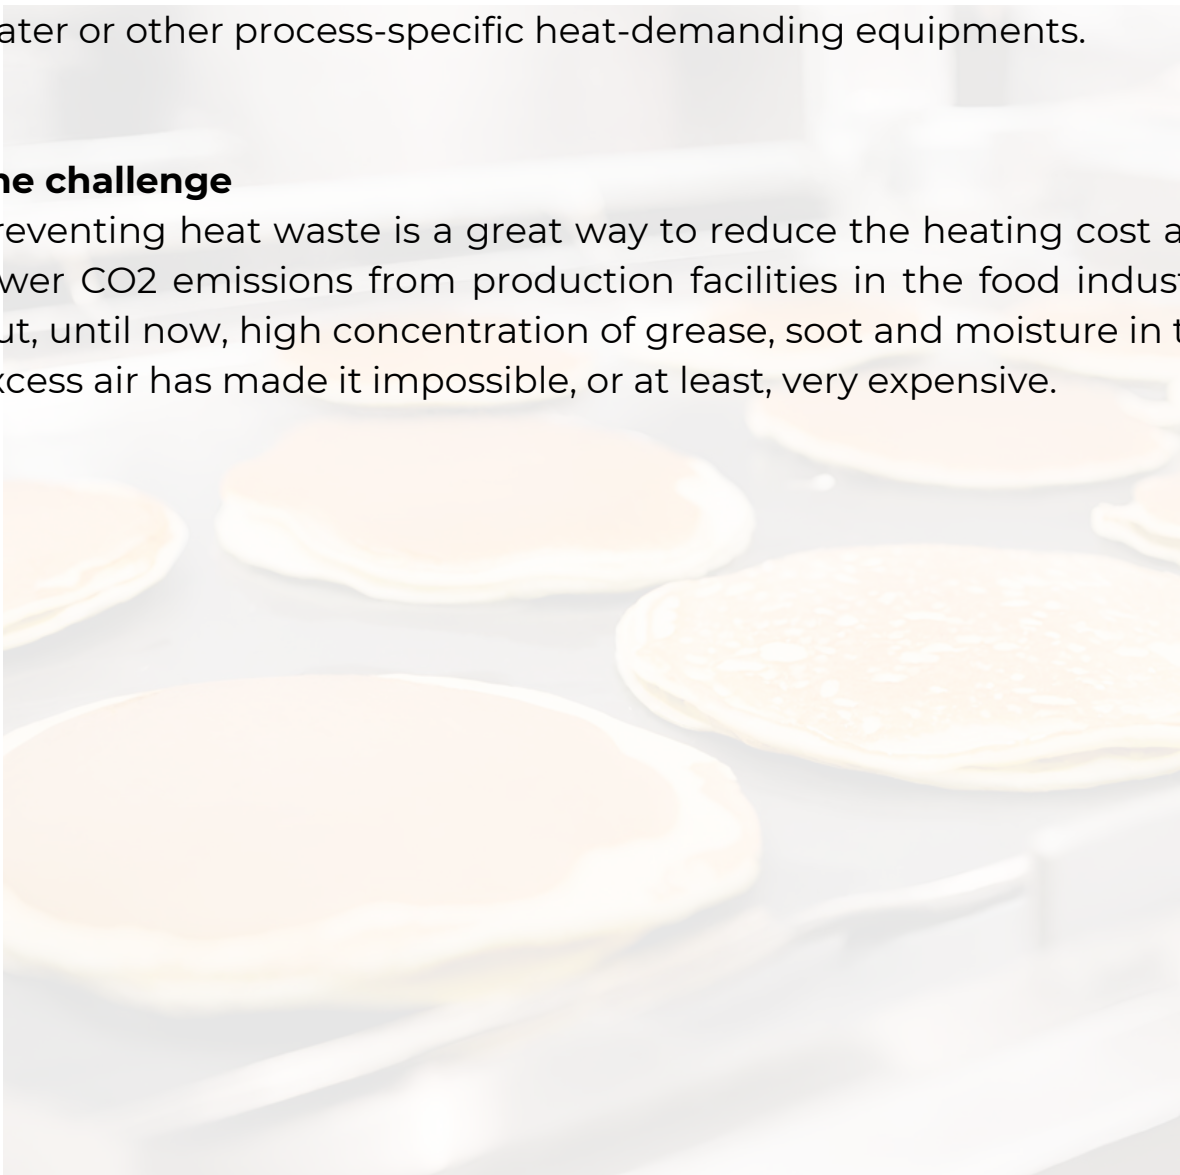 ater or other process-specific heat-demanding equipments.
he challenge
reventing heat waste is a great way to reduce the heating cost a
wer CO2 emissions from production facilities in the food indust
ut, until now, high concentration of grease, soot and moisture in t
xcess air has made it impossible, or at least, very expensive.